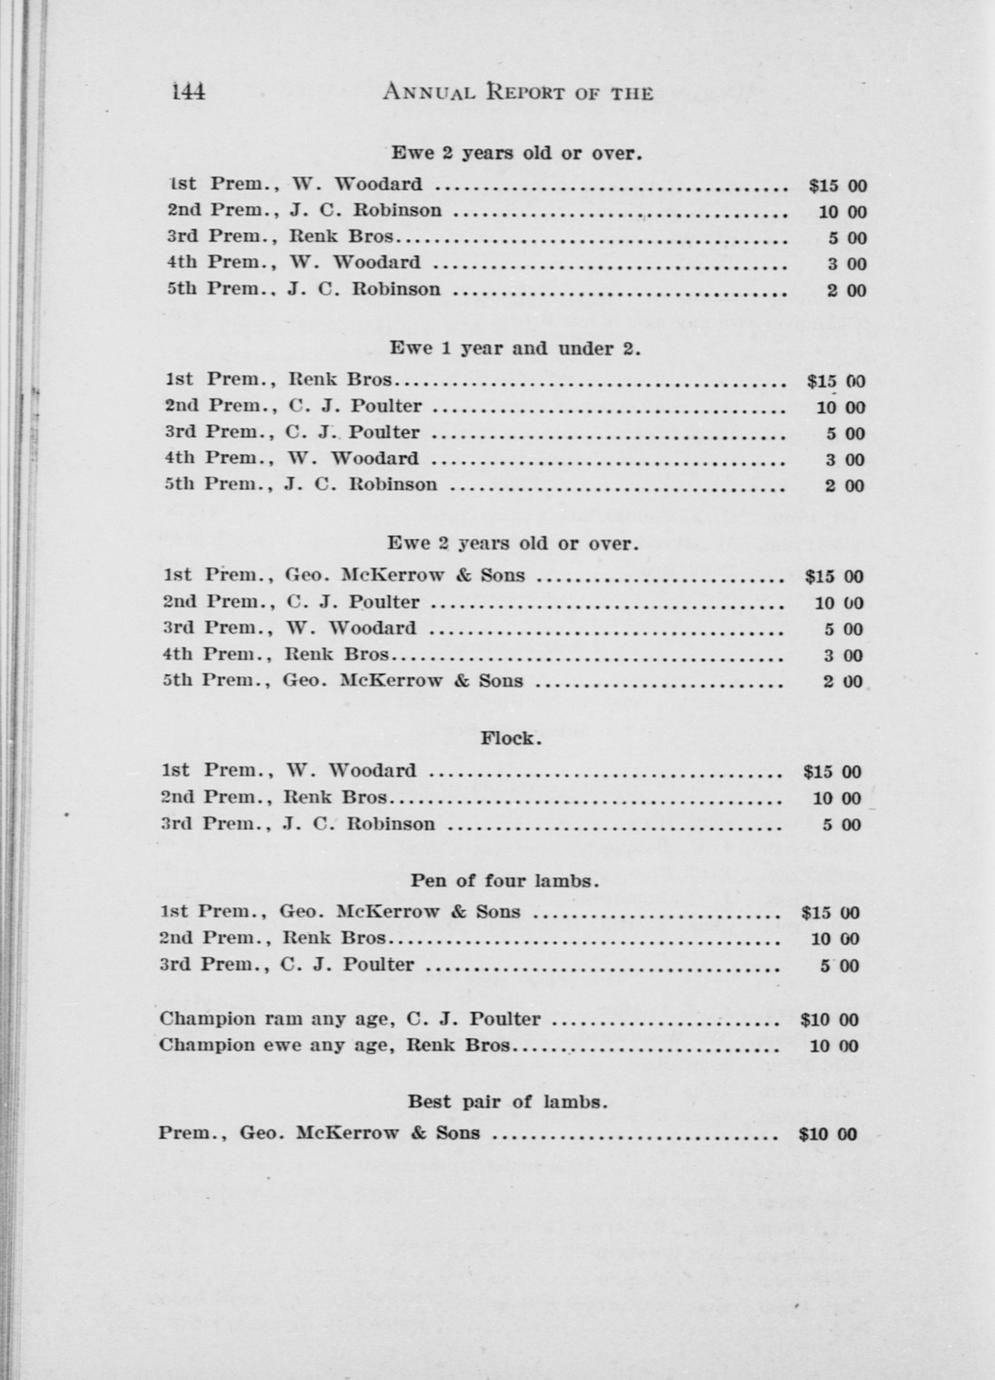 144 ANNUAL REPORT OF THE
Ewe 2 years old or over.
1st Prem., W. Woodard ..................................... $15 00
2nd Prem., J. C. Robinson ................................... 10 00
3rd Prem., Renk Bros......................................... 5 00
4th Prem., W. Woodard ..................................... 3 00
5th Prem., J. C. Robinson ................................... 2 00
Ewe 1 year and under 2.
1st Prem., Renk Bros......................................... $15 00
2nd Prem., C. J. Poulter ..................................... 10 00
3rd Prem., C. J. Poulter ..................................... 5 00
4th Prem., W. Woodard ..................................... 3 00
5th Prem., J. C. Robinson ................................... 2 00
Ewe 2 years old or over.
1st Prem., Geo. McKerrow & Sons .......................... $15 00
2nd Prem., C. J. Poulter ..................................... 10 00
3rd Prem., W. Woodard ..................................... 5 00
4th Prem., Renk Bros......................................... 3 00
5th Prem., Geo. McKerrow & Sons .......................... 2 00
Flock.
1st Prem., W. Woodard ..................................... $15 00
2nd Prem., Renk Bros......................................... 10 00
3rd Prem., J. C. Robinson ................................... 5 00
Pen of four lambs.
1st Prem., Geo. McKerrow & Sons .......................... $15 00
2nd Prem., Renk Bros......................................... 10 00
3rd Prem., C. J. Poulter ..................................... 5 00
Champion ram any age, C. J. Poulter ........................ $10 00
Champion ewe any age, Renk Bros............................ 10 00
Best pair of lambs.
Prem., Geo. McKerrow & Sons .............................. $10 00